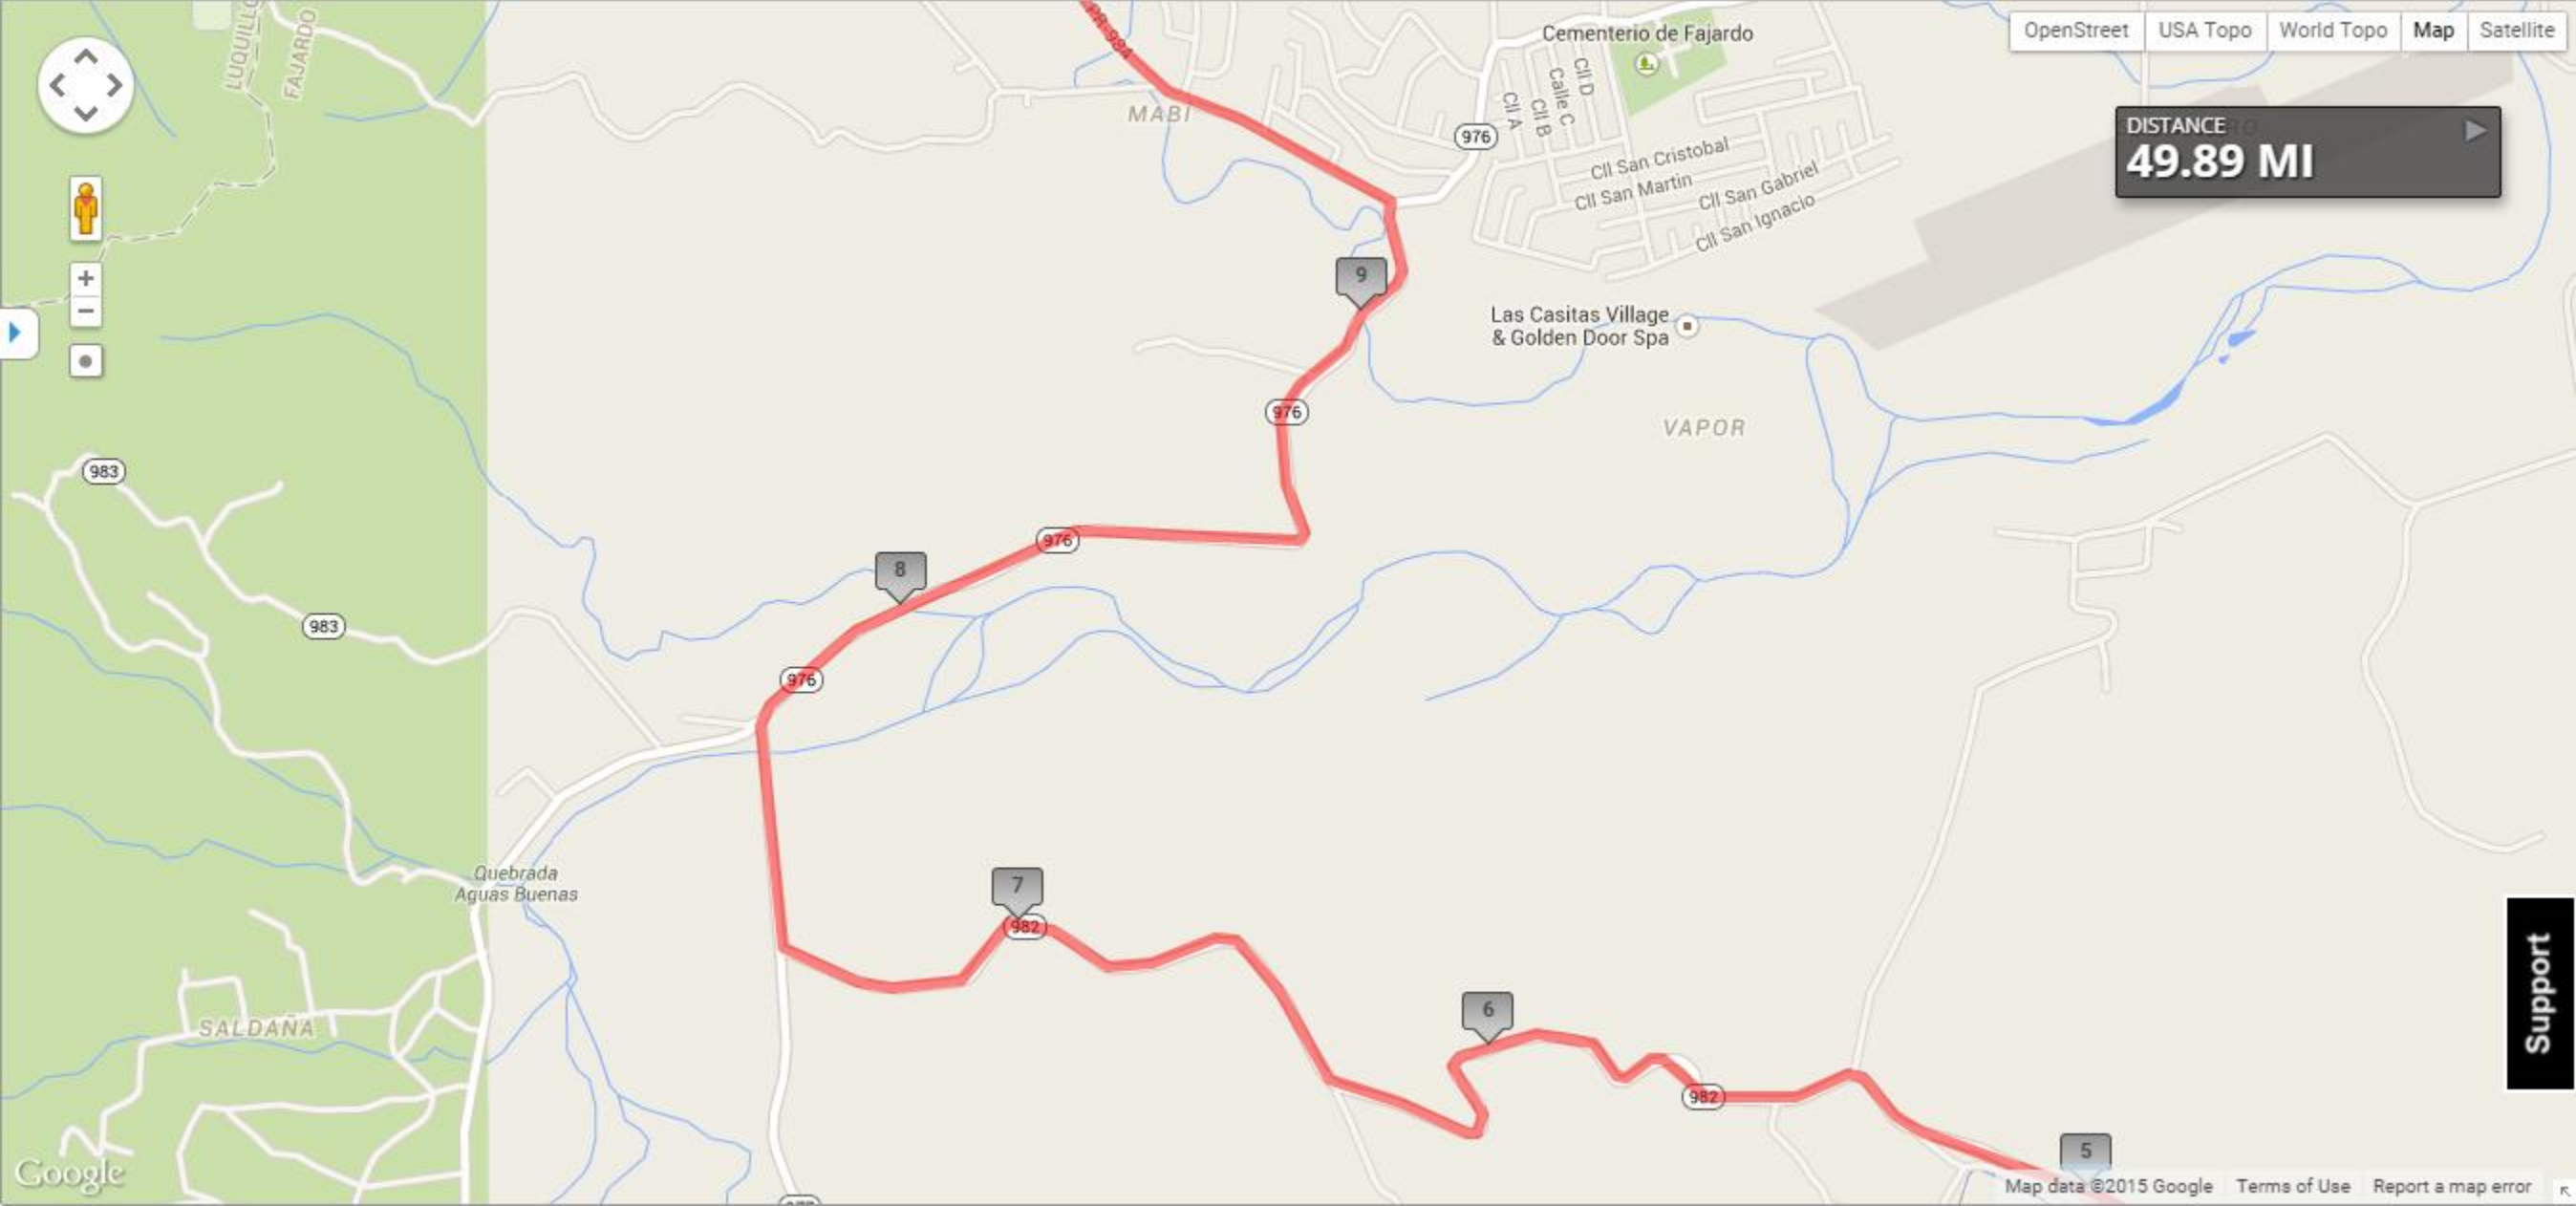 LUQUILLO
FAJARDO
PR-984
MABI
Cementerio de Fajardo
OpenStreet
USA Topo
World Topo
Map
Satellite
976
Cll A
Cll B
Calle C
Cll D
Cll San Cristobal
Cll San Martin
Cll San Gabriel
Cll San Ignacio
DISTANCE
49.89 MI
+
−
9
Las Casitas Village
& Golden Door Spa
976
VAPOR
983
976
8
983
976
Quebrada
Aguas Buenas
7
982
Support
SALDAÑA
6
982
5
Google
Map data ©2015 Google
Terms of Use
Report a map error